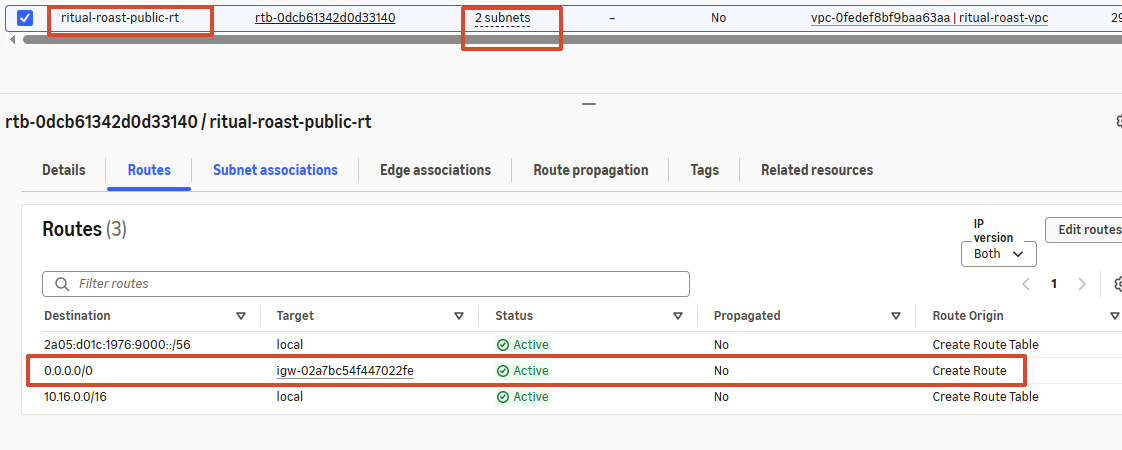 ritual-roast-public-rt rtb-0dcb61342d0d33140 2 subnets – No vpc-0fedef8bf9baa63aa | ritual-roast-vpc 29
rtb-0dcb61342d0d33140 / ritual-roast-public-rt
Details Routes Subnet associations Edge associations Route propagation Tags Related resources
Routes (3)
IP version
Both
Edit routes
Filter routes
1
Destination Target Status Propagated Route Origin
2a05:d01c:1976:9000::/56 local Active No Create Route Table
0.0.0.0/0 igw-02a7bc54f447022fe Active No Create Route
10.16.0.0/16 local Active No Create Route Table